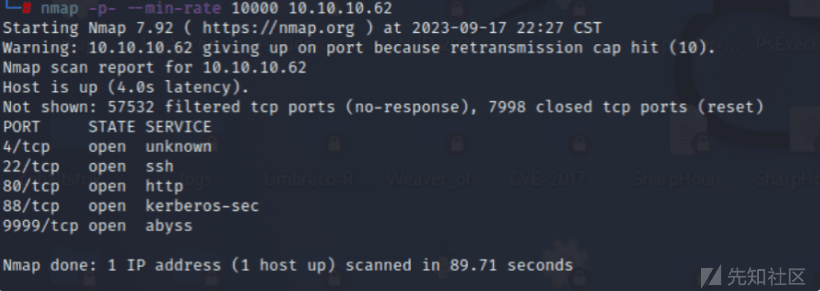 # nmap -p- --min-rate 10000 10.10.10.62
Starting Nmap 7.92 ( https://nmap.org ) at 2023-09-17 22:27 CST
Warning: 10.10.10.62 giving up on port because retransmission cap hit (10).
Nmap scan report for 10.10.10.62
Host is up (4.0s latency).
Not shown: 57532 filtered tcp ports (no-response), 7998 closed tcp ports (reset)
PORT     STATE SERVICE
4/tcp    open  unknown
22/tcp   open  ssh
80/tcp   open  http
88/tcp   open  kerberos-sec
9999/tcp open  abyss
Nmap done: 1 IP address (1 host up) scanned in 89.71 seconds
先知社区